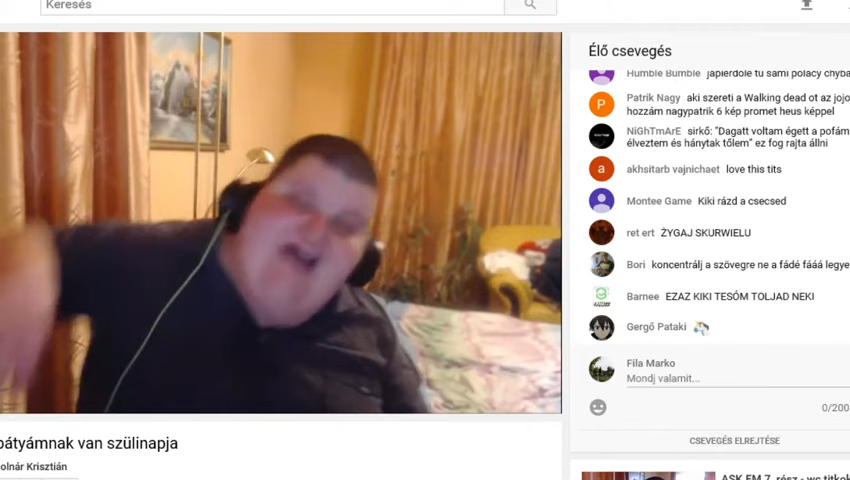 Keresés
Élő csevegés
Humble Bumble japierdole tu sami polacy chyba
Patrik Nagy aki szereti a Walking dead ot az jojo
hozzám nagypatrik 6 kép promet heus képpel
NiGhTmArE sirkő: "Dagatt voltam égett a pofám
élveztem és hánytak tőlem" ez fog rajta állni
akhsitarb vajnichaet love this tits
Montee Game Kiki rázd a csecsed
ret ert ŻYGAJ SKURWIELU
Bori koncentrálj a szövegre ne a fádé fááá legye
Barnee EZAZ KIKI TESÓM TOLJAD NEKI
Gergő Pataki
Fila Marko
Mondj valamit...
0/200
CSEVEGÉS ELREJTÉSE
bátyámnak van szülinapja
olnár Krisztián
ASK.FM 7. rész - wc titkok